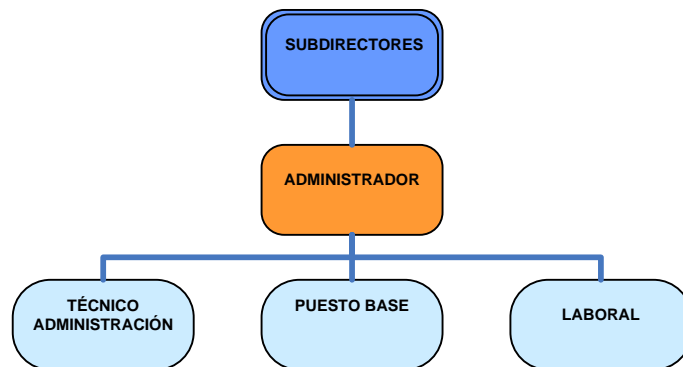 SUBDIRECTORES
ADMINISTRADOR
TÉCNICO
ADMINISTRACIÓN
PUESTO BASE
LABORAL